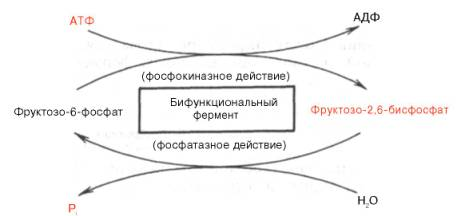 АТФ
АДФ
(фосфокиназное действие)
Фруктозо-6-фосфат
Бифункциональный
фермент
Фруктозо-2,6-бисфосфат
(фосфатазное действие)
Pi
H2O